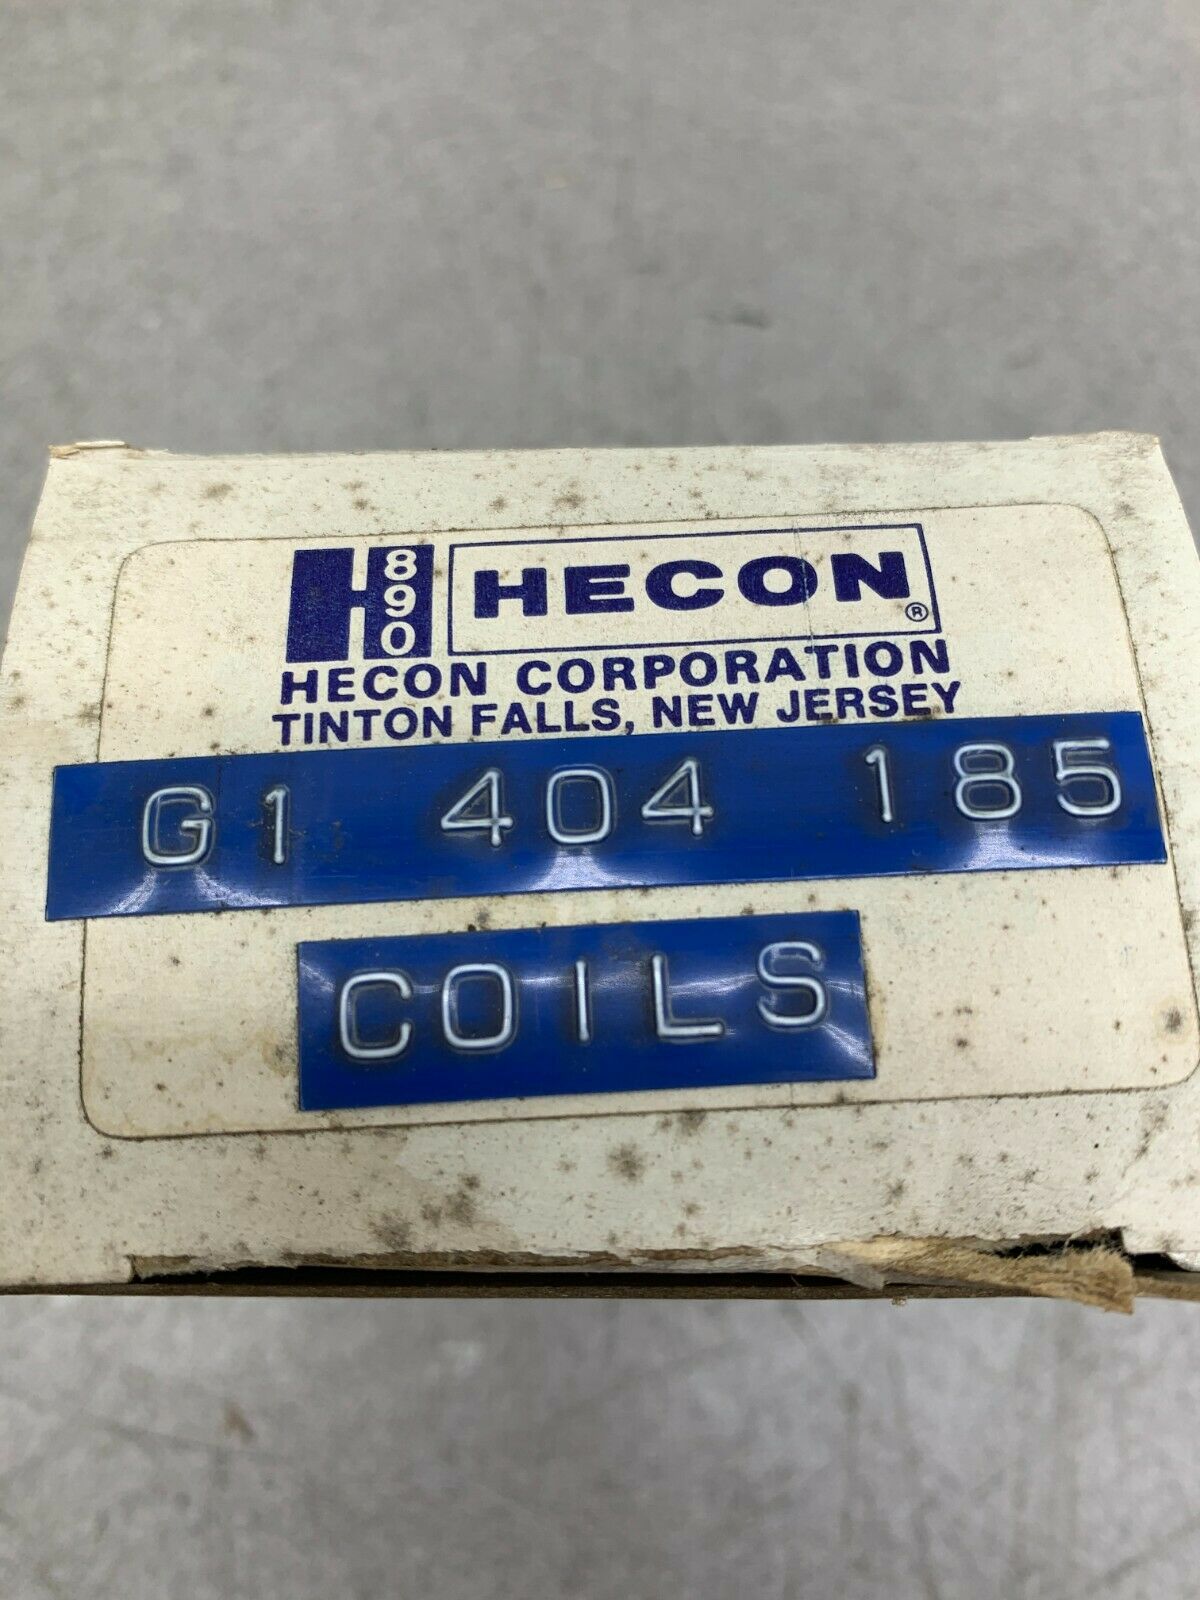 H 890 HECON ®
HECON CORPORATION
TINTON FALLS, NEW JERSEY
G1 404 185
COILS